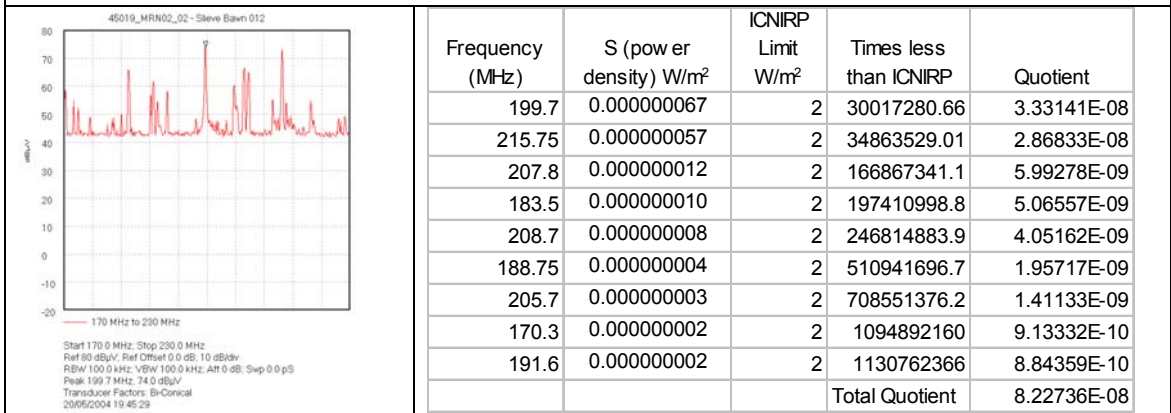 45019_MRN02_02 - Slieve Bawn 012
80
70
60
50
40
30
20
10
0
-10
-20
dBµV
170 MHz to 230 MHz
Start 170.0 MHz; Stop 230.0 MHz
Ref 80 dBµV; Ref Offset 0.0 dB; 10 dB/div
RBW 100.0 kHz; VBW 100.0 kHz; Att 0 dB; Swp 0.0 pS
Peak 199.7 MHz, 74.0 dBµV
Transducer Factors: Bi-Conical
20/05/2004 19:45:29
Frequency (MHz) S (pow er density) W/m² ICNIRP Limit W/m² Times less than ICNIRP Quotient
199.7 0.000000067 2 30017280.66 3.33141E-08
215.75 0.000000057 2 34863529.01 2.86833E-08
207.8 0.000000012 2 166867341.1 5.99278E-09
183.5 0.000000010 2 197410998.8 5.06557E-09
208.7 0.000000008 2 246814883.9 4.05162E-09
188.75 0.000000004 2 510941696.7 1.95717E-09
205.7 0.000000003 2 708551376.2 1.41133E-09
170.3 0.000000002 2 1094892160 9.13332E-10
191.6 0.000000002 2 1130762366 8.84359E-10
Total Quotient 8.22736E-08